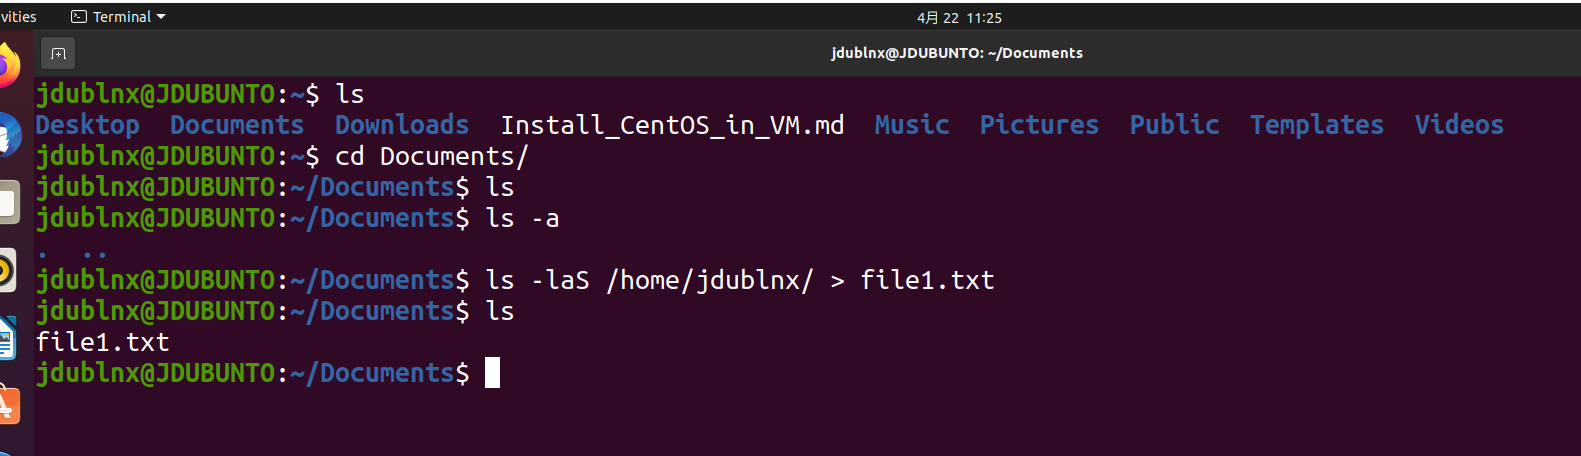 vities Terminal 4月 22 11:25
jdublnx@JDUBUNTO: ~/Documents
jdublnx@JDUBUNTO:~$ ls
Desktop Documents Downloads Install_CentOS_in_VM.md Music Pictures Public Templates Videos
jdublnx@JDUBUNTO:~$ cd Documents/
jdublnx@JDUBUNTO:~/Documents$ ls
jdublnx@JDUBUNTO:~/Documents$ ls -a
. ..
jdublnx@JDUBUNTO:~/Documents$ ls -laS /home/jdublnx/ > file1.txt
jdublnx@JDUBUNTO:~/Documents$ ls
file1.txt
jdublnx@JDUBUNTO:~/Documents$